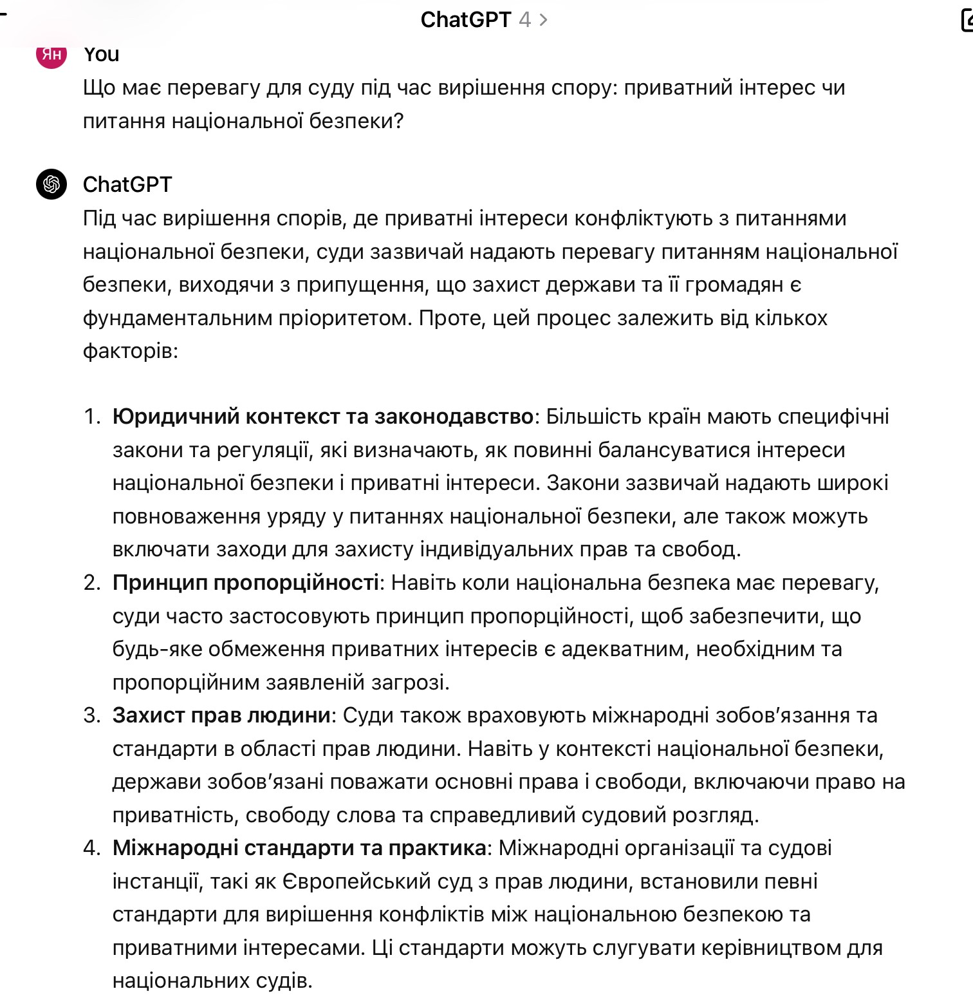 ChatGPT 4 >
Ян You
Що має перевагу для суду під час вирішення спору: приватний інтерес чи
питання національної безпеки?
ChatGPT
Під час вирішення спорів, де приватні інтереси конфліктують з питаннями
національної безпеки, суди зазвичай надають перевагу питанням національної
безпеки, виходячи з припущення, що захист держави та її громадян є
фундаментальним пріоритетом. Проте, цей процес залежить від кількох
факторів:
1. Юридичний контекст та законодавство: Більшість країн мають специфічні
закони та регуляції, які визначають, як повинні балансуватися інтереси
національної безпеки і приватні інтереси. Закони зазвичай надають широкі
повноваження уряду у питаннях національної безпеки, але також можуть
включати заходи для захисту індивідуальних прав та свобод.
2. Принцип пропорційності: Навіть коли національна безпека має перевагу,
суди часто застосовують принцип пропорційності, щоб забезпечити, що
будь-яке обмеження приватних інтересів є адекватним, необхідним та
пропорційним заявленій загрозі.
3. Захист прав людини: Суди також враховують міжнародні зобов’язання та
стандарти в області прав людини. Навіть у контексті національної безпеки,
держави зобов’язані поважати основні права і свободи, включаючи право на
приватність, свободу слова та справедливий судовий розгляд.
4. Міжнародні стандарти та практика: Міжнародні організації та судові
інстанції, такі як Європейський суд з прав людини, встановили певні
стандарти для вирішення конфліктів між національною безпекою та
приватними інтересами. Ці стандарти можуть слугувати керівництвом для
національних судів.